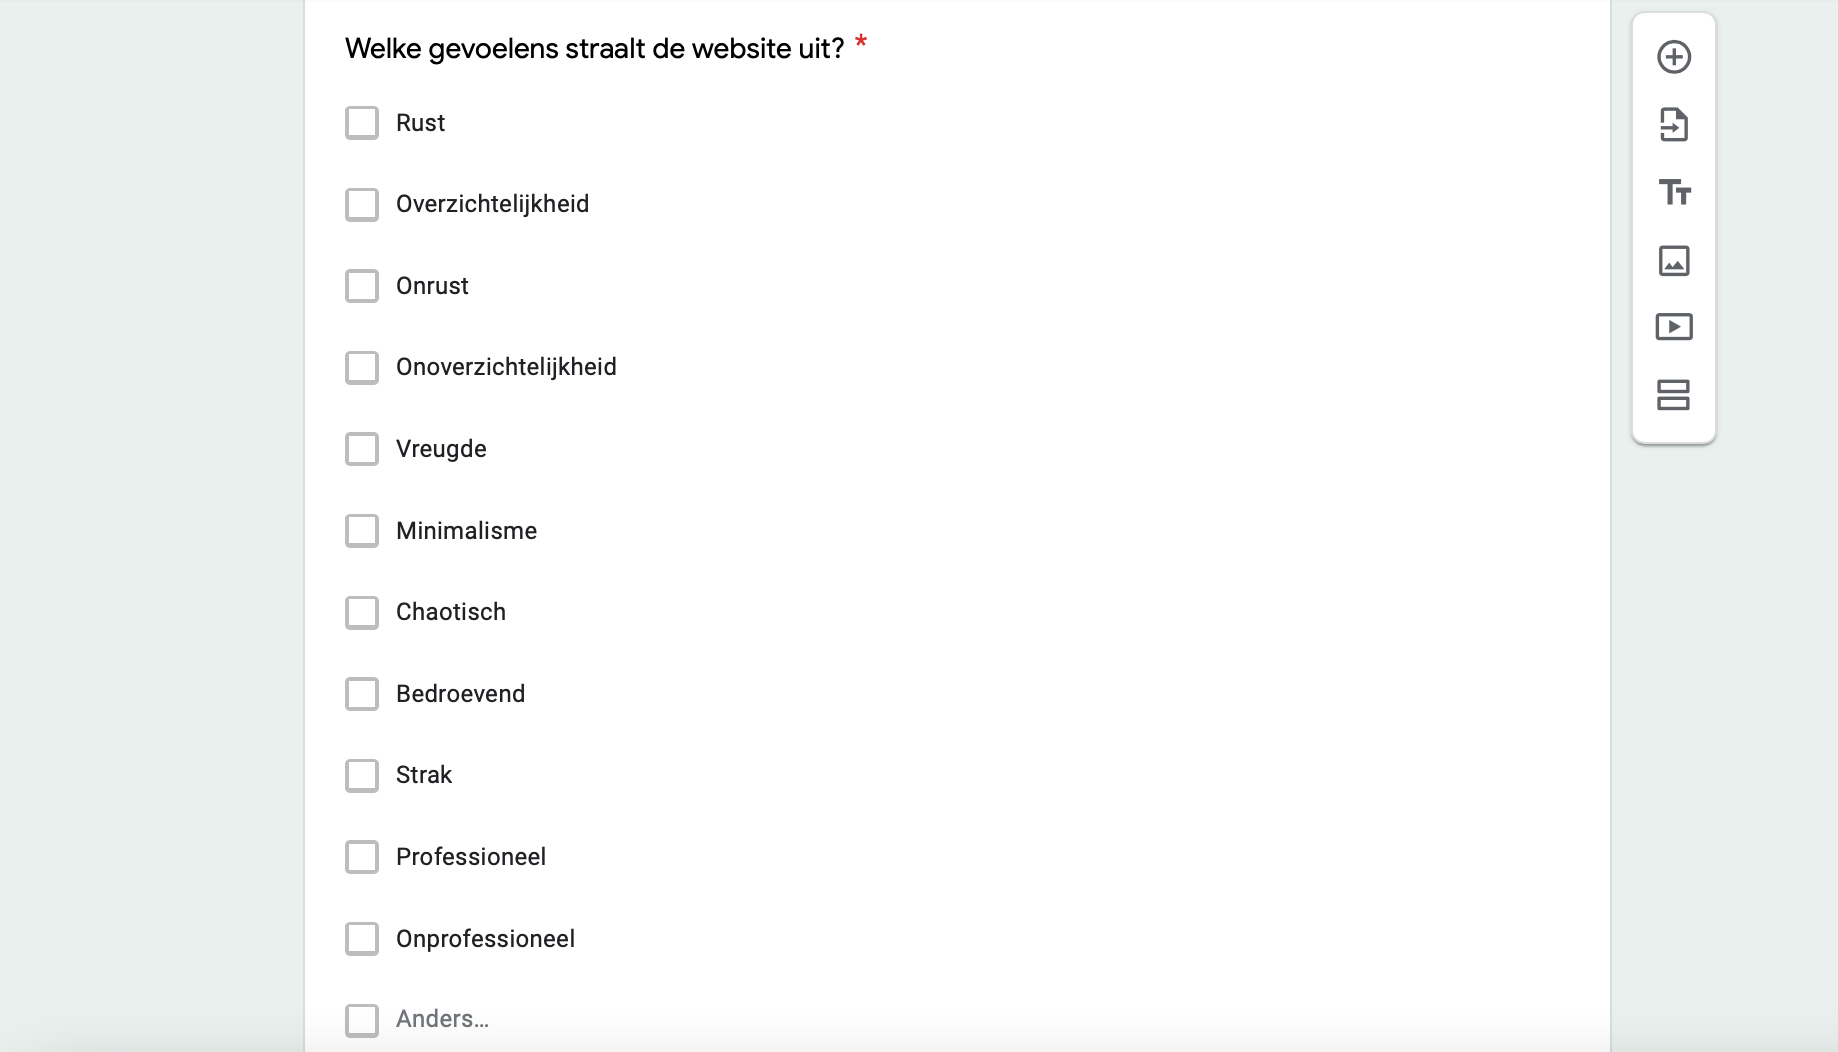 Welke gevoelens straalt de website uit? *
Rust
Overzichtelijkheid
Onrust
Onoverzichtelijkheid
Vreugde
Minimalisme
Chaotisch
Bedroevend
Strak
Professioneel
Onprofessioneel
Anders…